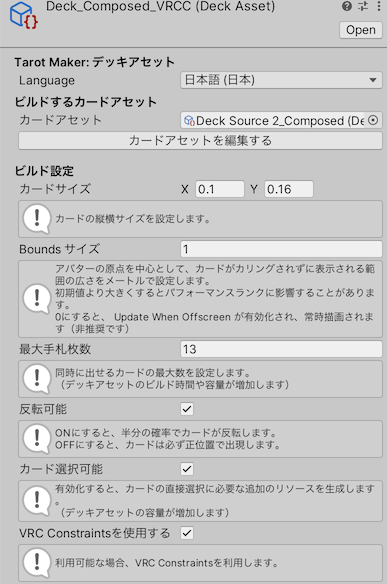 Deck_Composed_VRCC (Deck Asset)
Open
Tarot Maker: デッキアセット
Language 日本語 (日本)
ビルドするカードアセット
カードアセット Deck Source 2_Composed (De
カードアセットを編集する
ビルド設定
カードサイズ X 0.1 Y 0.16
カードの縦横サイズを設定します。
Bounds サイズ 1
アバターの原点を中心として、カードがカリングされずに表示される範
囲の広さをメートルで設定します。
初期値より大きくするとパフォーマンスランクに影響することがありま
す。
0にすると、 Update When Offscreen が有効化され、常時描画されま
す（非推奨です）
最大手札枚数 13
同時に出せるカードの最大数を設定します。
（デッキアセットのビルド時間や容量が増加します）
反転可能
ONにすると、半分の確率でカードが反転します。
OFFにすると、カードは必ず正位置で出現します。
カード選択可能
有効化すると、カードの直接選択に必要な追加のリソースを生成します
。
（デッキアセットの容量が増加します）
VRC Constraintsを使用する
利用可能な場合、VRC Constraintsを利用します。